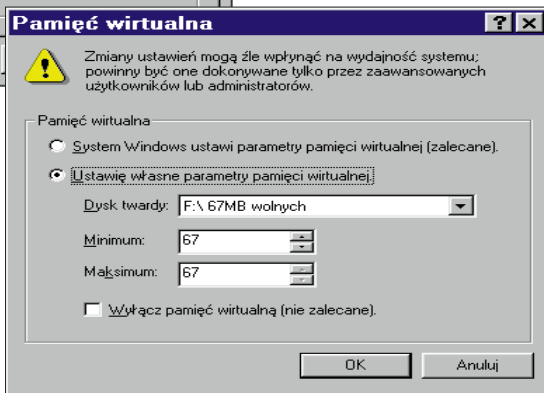 Pamięć wirtualna
Zmiany ustawień mogą źle wpłynąć na wydajność systemu;
powinny być one dokonywane tylko przez zaawansowanych
użytkowników lub administratorów.
Pamięć wirtualna
System Windows ustawi parametry pamięci wirtualnej (zalecane).
Ustawię własne parametry pamięci wirtualnej.
Dysk twardy: F:\ 67MB wolnych
Minimum: 67
Maksimum: 67
Wyłącz pamięć wirtualną (nie zalecane).
OK Anuluj